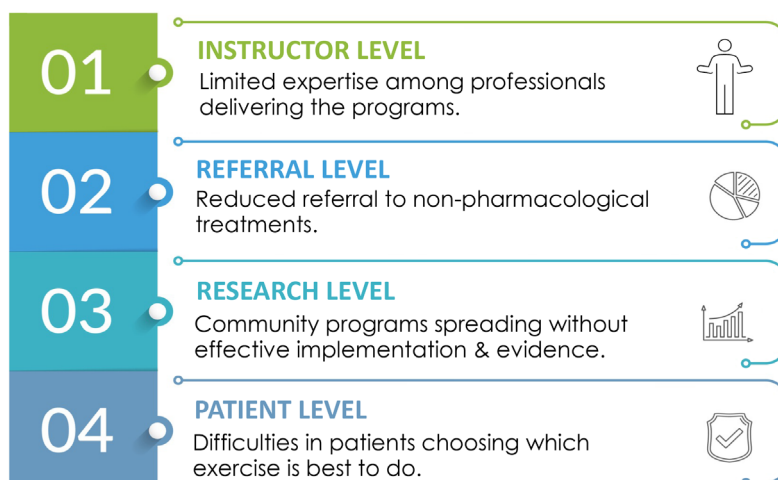 01
INSTRUCTOR LEVEL
Limited expertise among professionals
delivering the programs.
02
REFERRAL LEVEL
Reduced referral to non-pharmacological
treatments.
03
RESEARCH LEVEL
Community programs spreading without
effective implementation & evidence.
04
PATIENT LEVEL
Difficulties in patients choosing which
exercise is best to do.